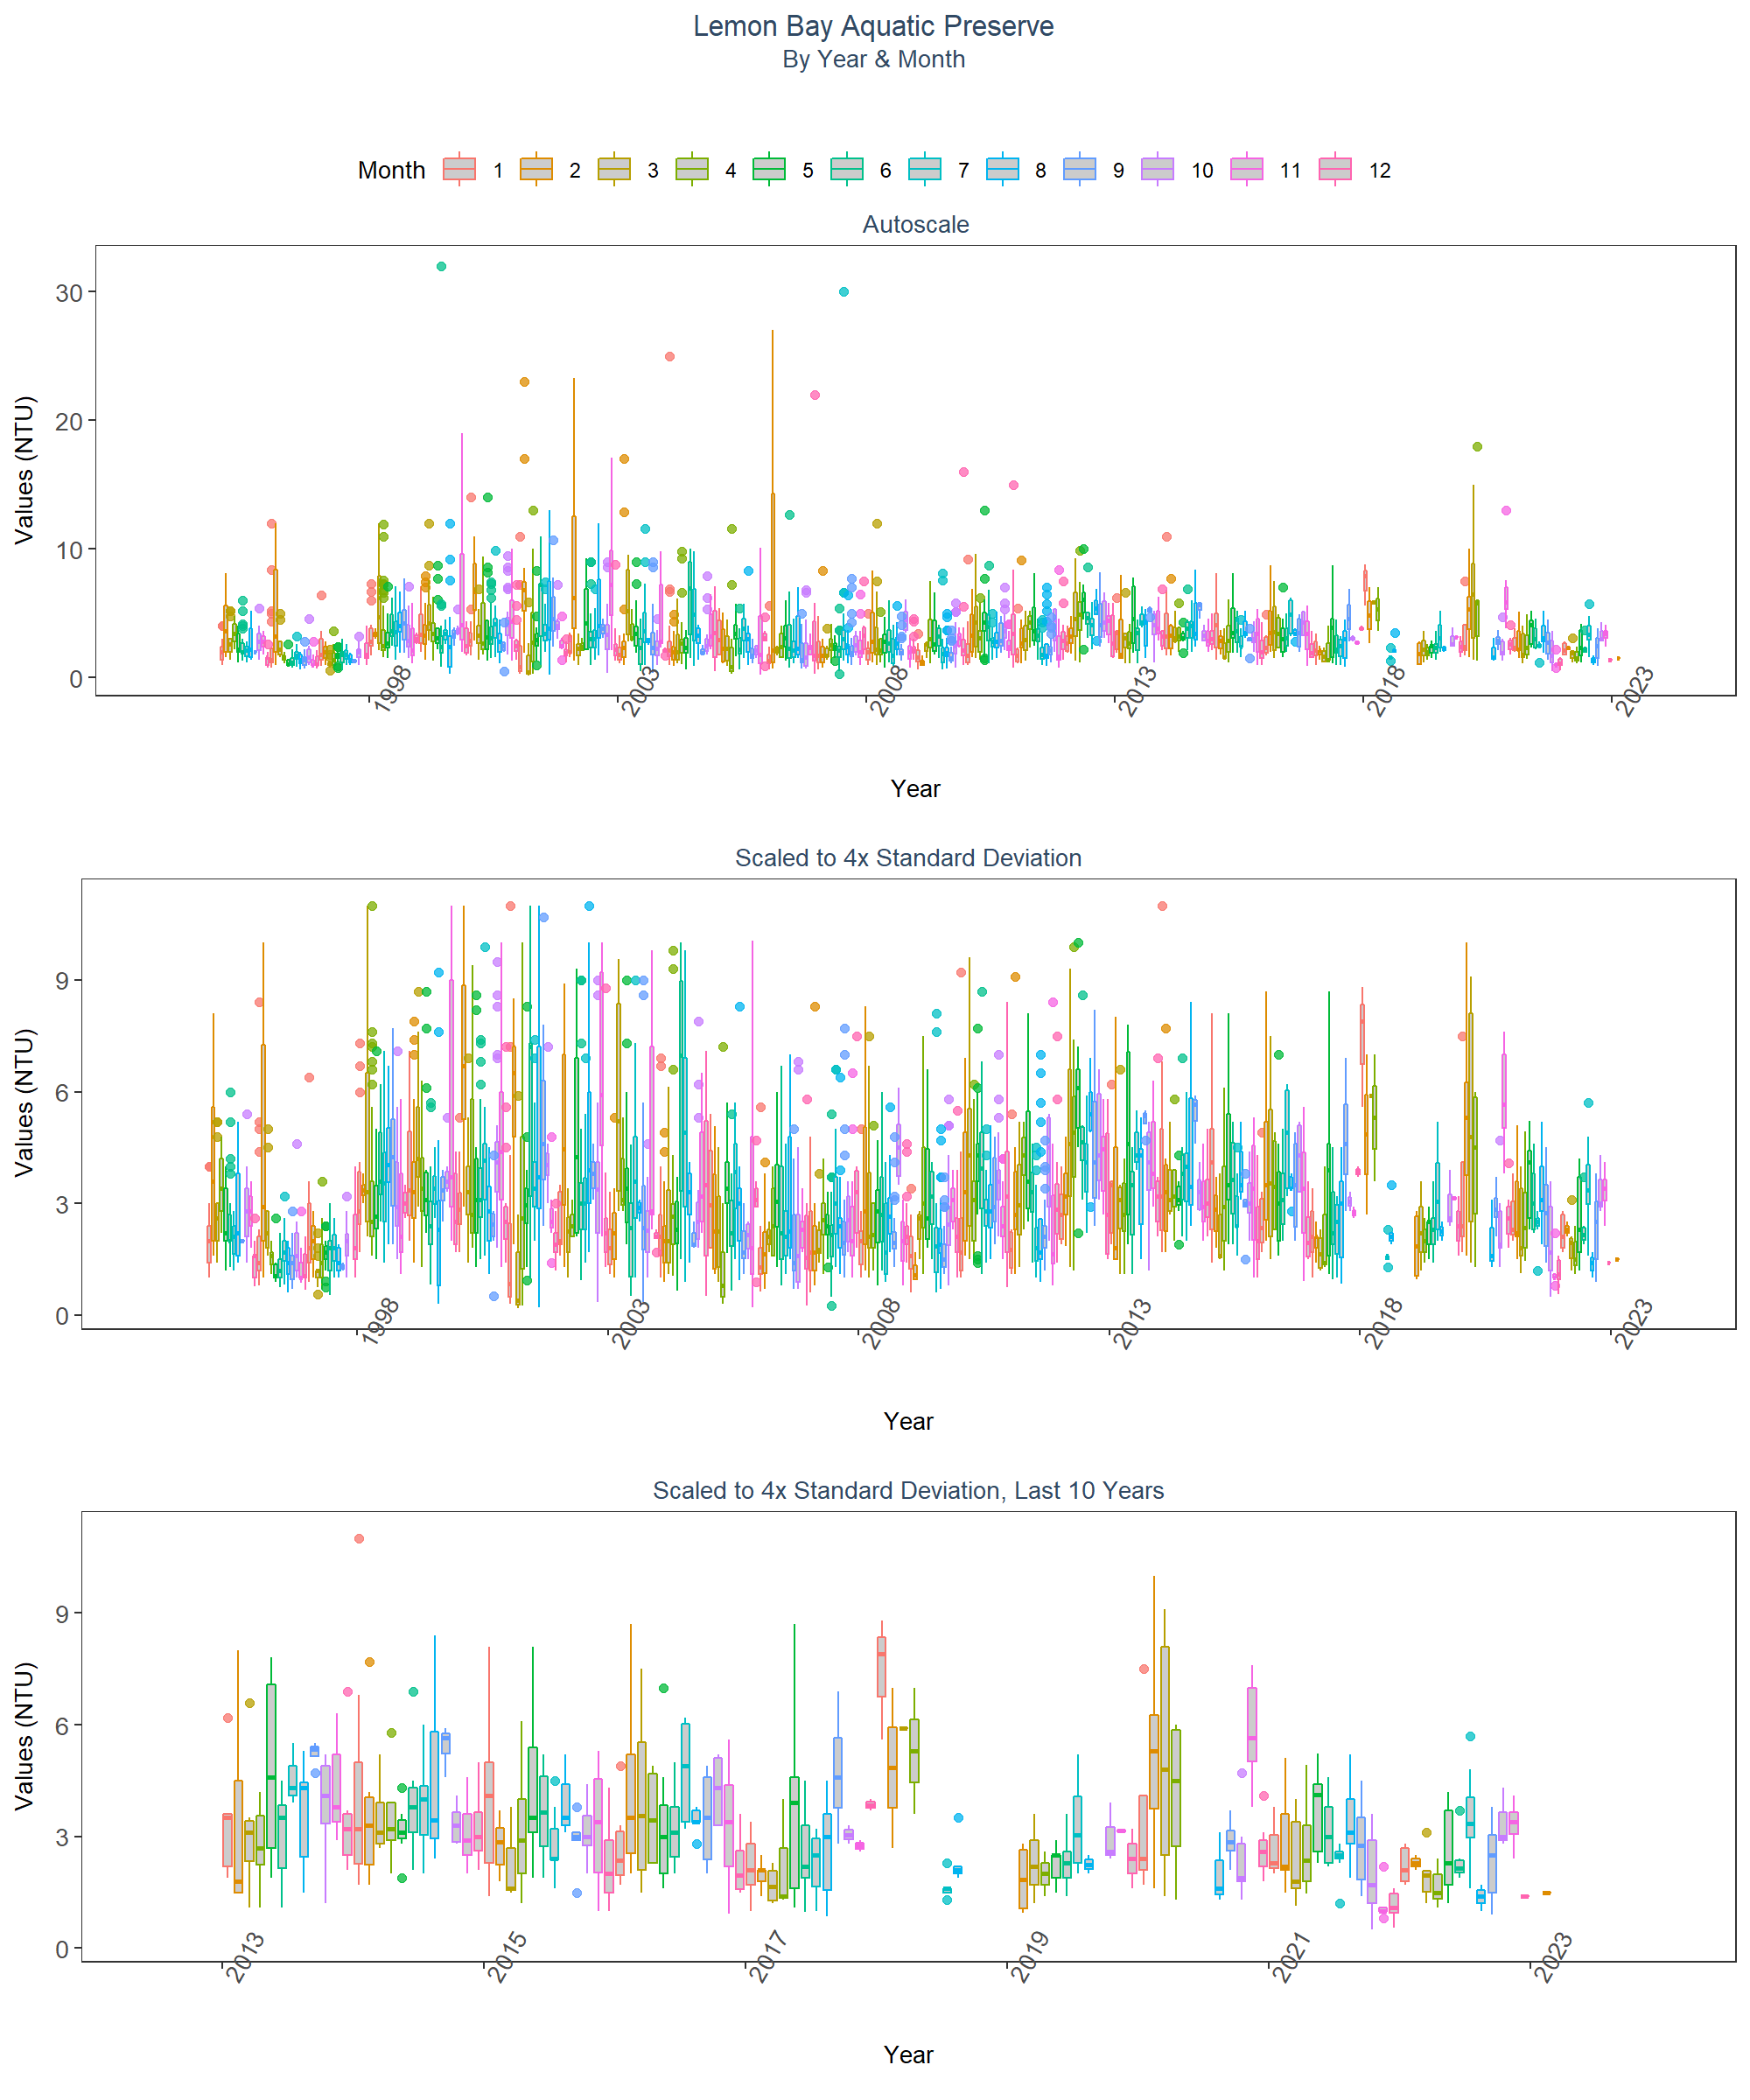 Lemon Bay Aquatic Preserve
By Year & Month
Month 1 2 3 4 5 6 7 8 9 10 11 12
Autoscale
Values (NTU)
30
20
10
0
1998 2003 2008 2013 2018 2023
Year
Scaled to 4x Standard Deviation
Values (NTU)
9
6
3
0
1998 2003 2008 2013 2018 2023
Year
Scaled to 4x Standard Deviation, Last 10 Years
Values (NTU)
9
6
3
0
2013 2015 2017 2019 2021 2023
Year